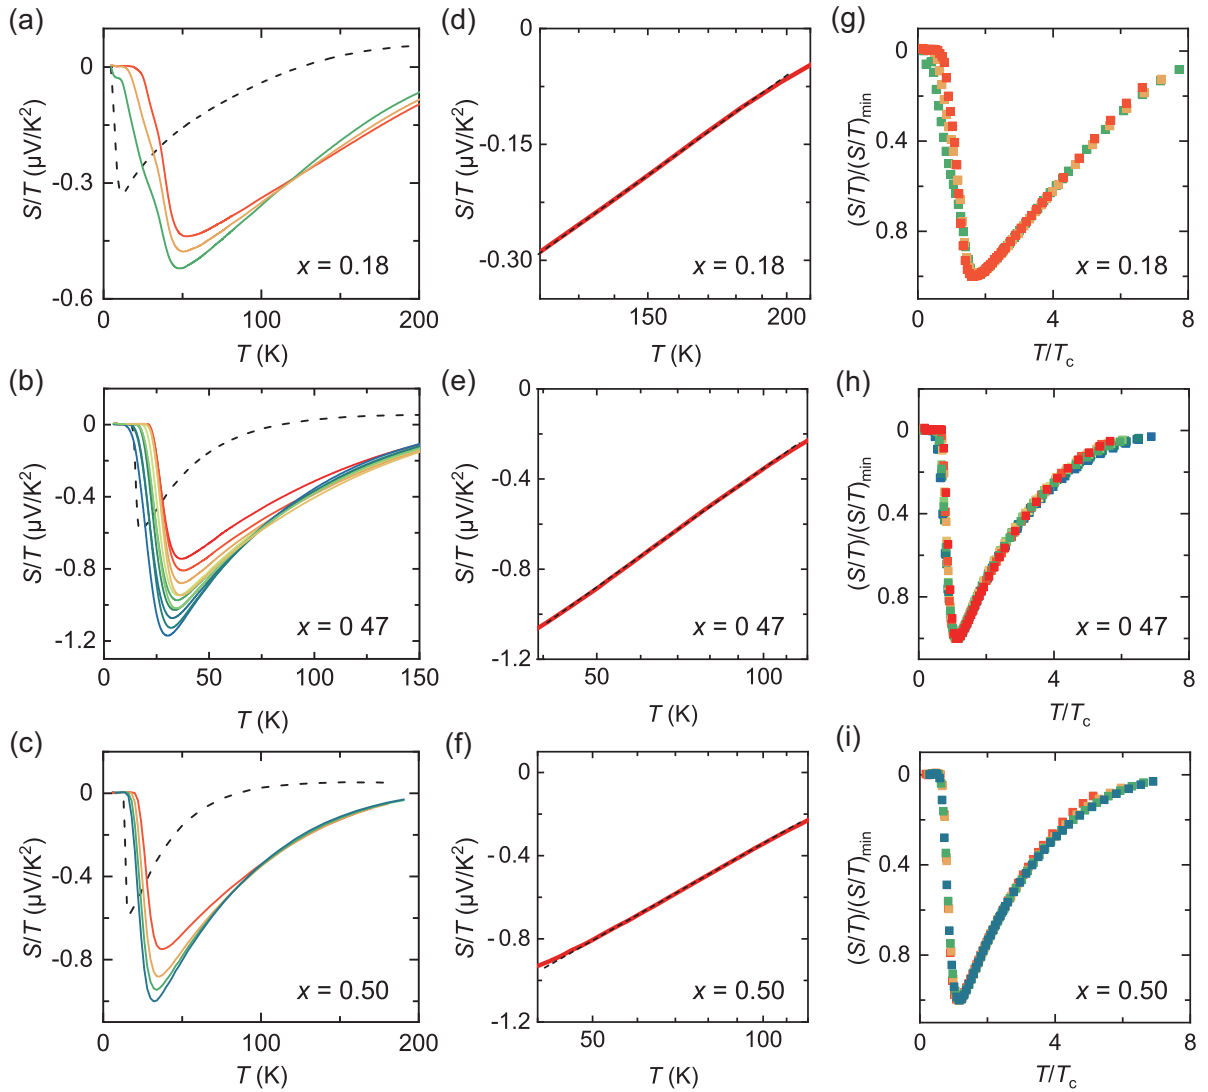 (a)
0
-0.3
-0.6
S/T (μV/K²)
x = 0.18
0
100
200
T (K)
(d)
0
-0.15
-0.30
S/T (μV/K²)
x = 0.18
150
200
T (K)
(g)
0
0.4
0.8
(S/T)/(S/T)min
x = 0.18
0
4
8
T/Tc
(b)
0
-0.4
-0.8
-1.2
S/T (μV/K²)
x = 0 47
0
50
100
150
T (K)
(e)
0
-0.4
-0.8
-1.2
S/T (μV/K²)
x = 0 47
50
100
T (K)
(h)
0
0.4
0.8
(S/T)/(S/T)min
x = 0 47
0
4
8
T/Tc
(c)
0
-0.4
-0.8
S/T (μV/K²)
x = 0.50
0
100
200
T (K)
(f)
0
-0.4
-0.8
-1.2
S/T (μV/K²)
x = 0.50
50
100
T (K)
(i)
0
0.4
0.8
(S/T)/(S/T)min
x = 0.50
0
4
8
T/Tc